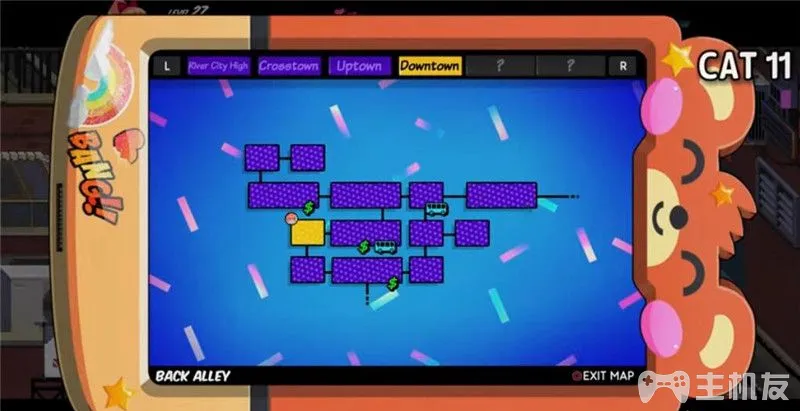 LEVEL 27
L River City High Crosstown Uptown Downtown ? ? R
CAT 11
BANG!
$
$
$
BACK ALLEY
EXIT MAP
主机友